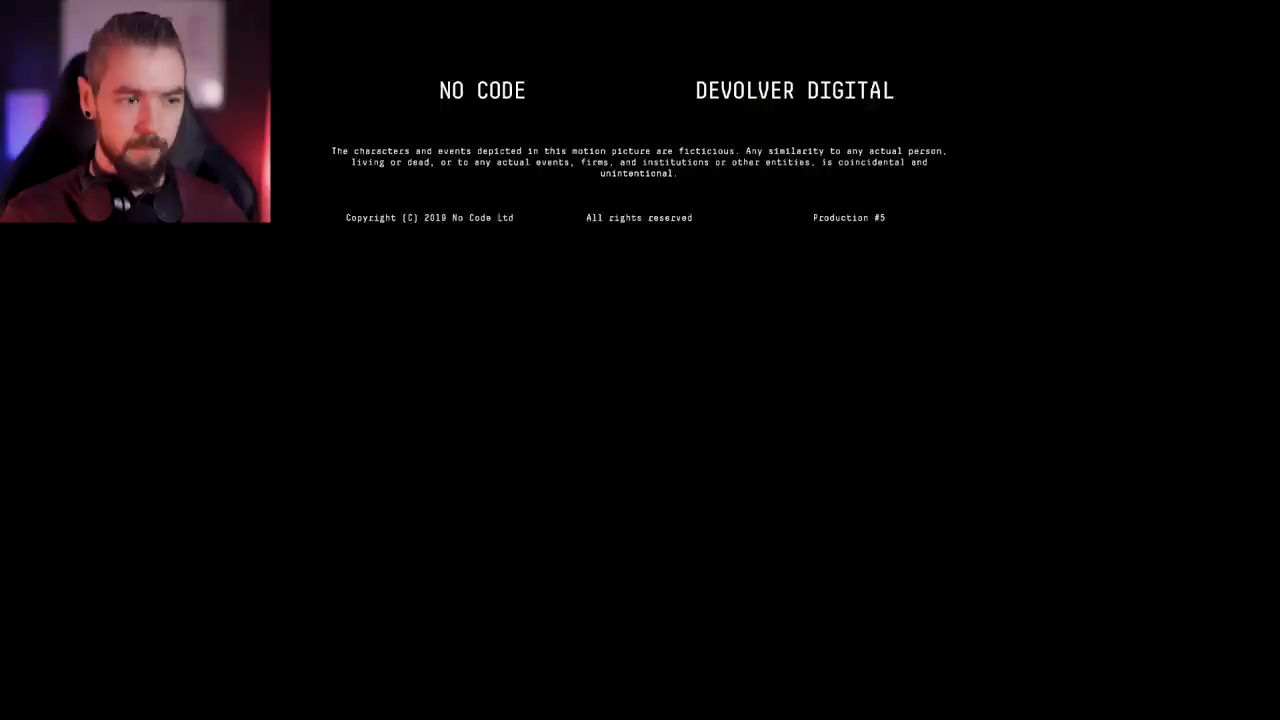 NO CODE DEVOLVER DIGITAL
The characters and events depicted in this motion picture are ficticious. Any similarity to any actual person,
living or dead, or to any actual events, firms, and institutions or other entities, is coincidental and
unintentional.
Copyright (C) 2019 No Code Ltd All rights reserved Production #5